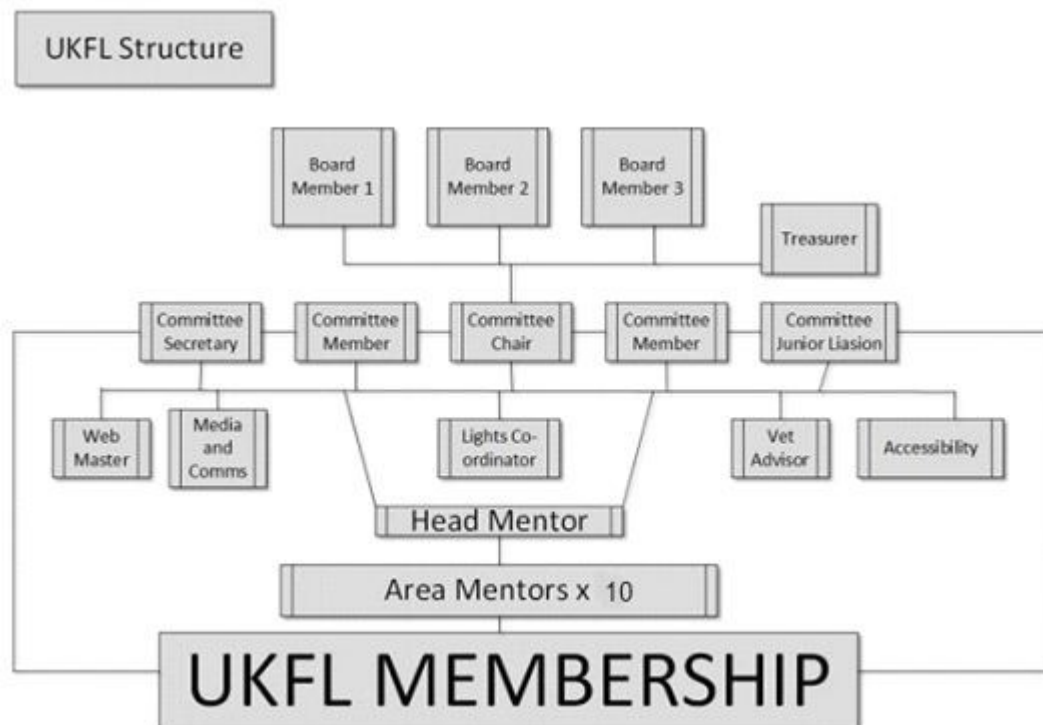 UKFL Structure
Board
Member 1
Board
Member 2
Board
Member 3
Treasurer
Committee
Secretary
Committee
Member
Committee
Chair
Committee
Member
Committee
Junior Liasion
Web
Master
Media
and
Comms
Lights Co-
ordinator
Vet
Advisor
Accessibility
Head Mentor
Area Mentors x 10
UKFL MEMBERSHIP